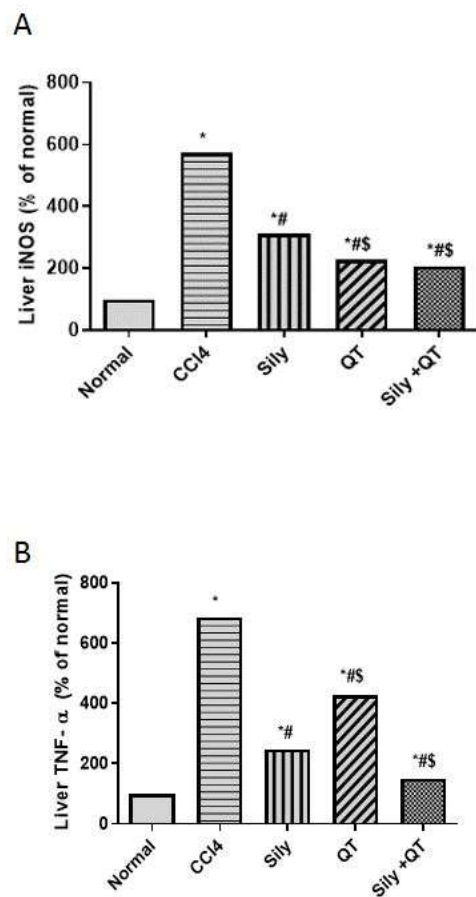 A
Liver iNOS (% of normal)
800
600
400
200
0
*
*#
*#$
*#$
Normal
CCl4
Sily
QT
Sily +QT
B
Liver TNF- α (% of normal)
800
600
400
200
0
*
*#
*#$
*#$
Normal
CCl4
Sily
QT
Sily +QT